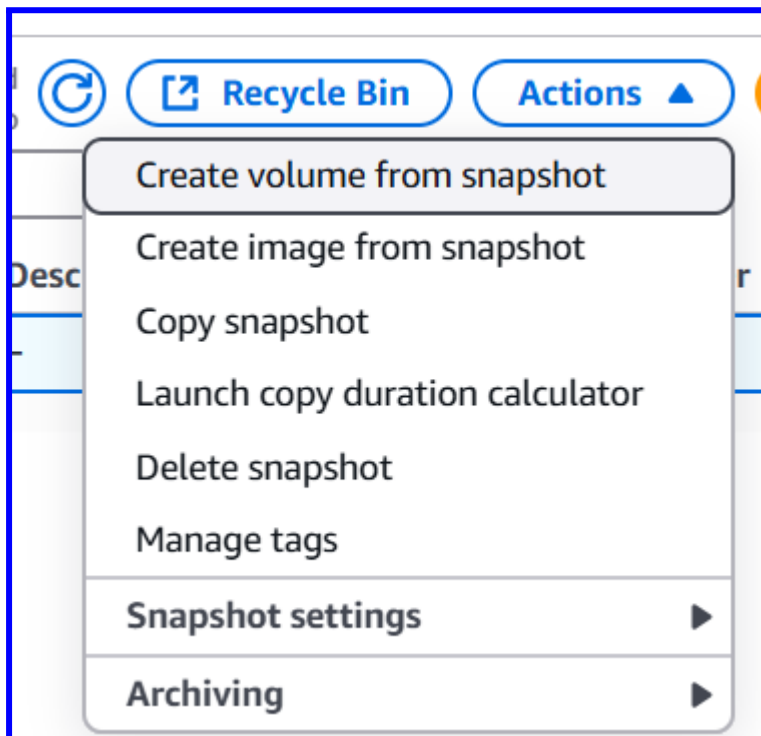 Recycle Bin
Actions
Create volume from snapshot
Create image from snapshot
Desc
r
Copy snapshot
-
Launch copy duration calculator
Delete snapshot
Manage tags
Snapshot settings
Archiving